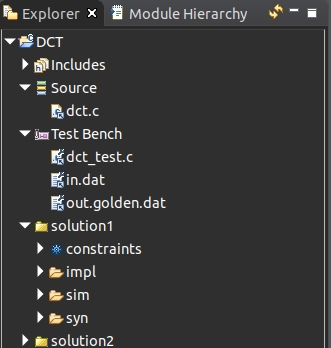 Explorer Module Hierarchy
DCT
Includes
Source
dct.c
Test Bench
dct_test.c
in.dat
out.golden.dat
solution1
constraints
impl
sim
syn
solution2